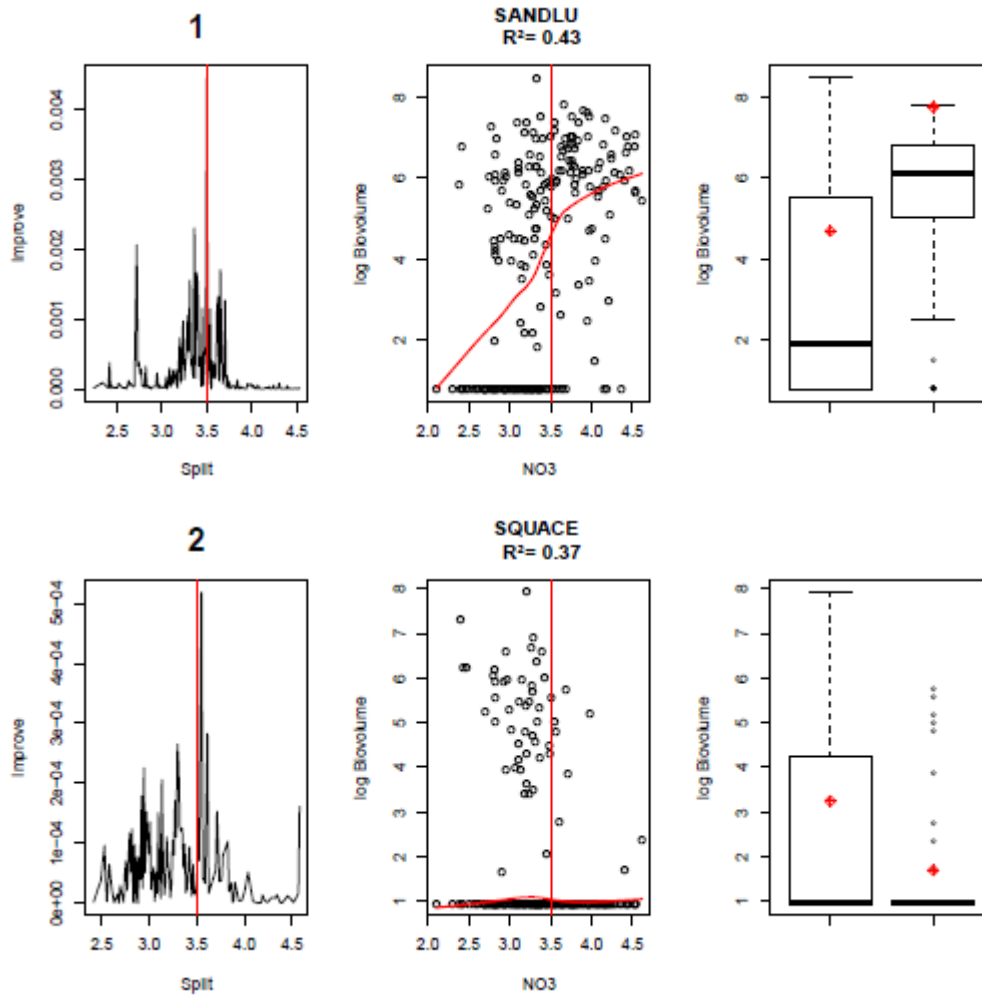 1
SANDLU
R²= 0.43
Improve
0.000 0.001 0.002 0.003 0.004
2.5 3.0 3.5 4.0 4.5
Split
log Biovolume
2 4 6 8
2.0 2.5 3.0 3.5 4.0 4.5
NO3
log Biovolume
2 4 6 8
2
SQUACE
R²= 0.37
Improve
0e+00 1e-04 2e-04 3e-04 4e-04 5e-04
2.5 3.0 3.5 4.0 4.5
Split
log Biovolume
1 2 3 4 5 6 7 8
2.0 2.5 3.0 3.5 4.0 4.5
NO3
log Biovolume
1 2 3 4 5 6 7 8